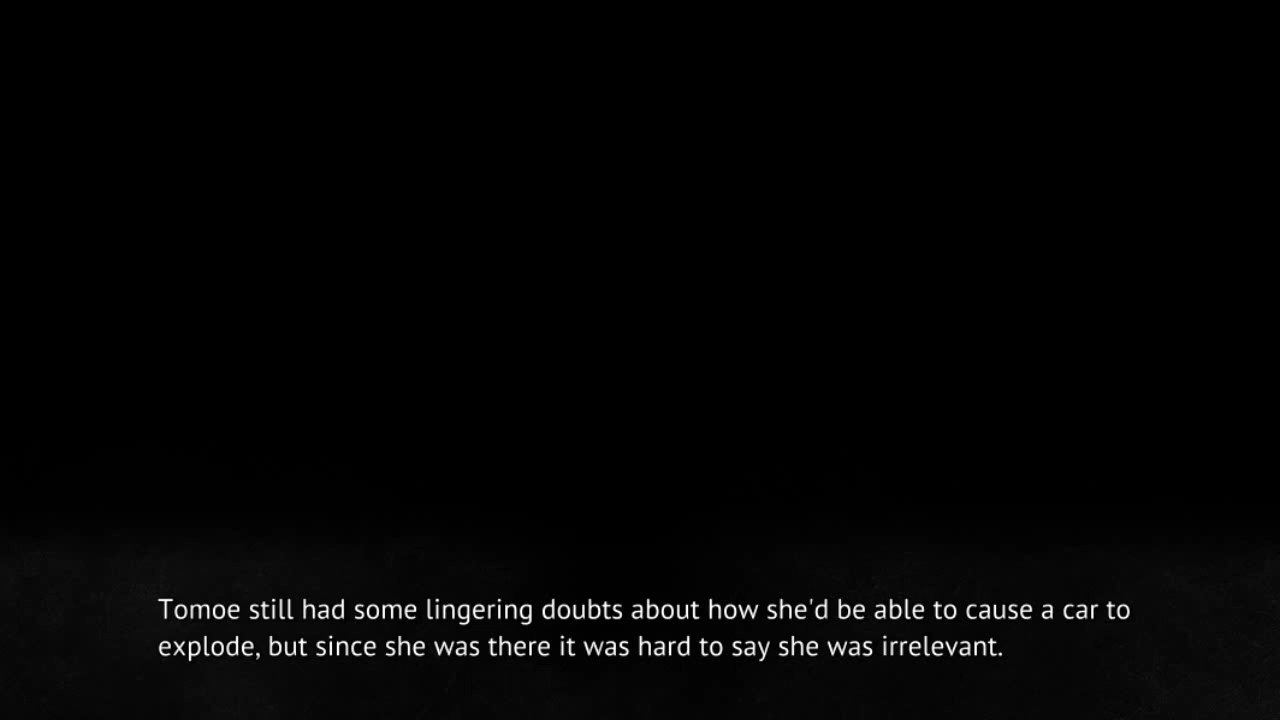 Tomoe still had some lingering doubts about how she'd be able to cause a car to
explode, but since she was there it was hard to say she was irrelevant.